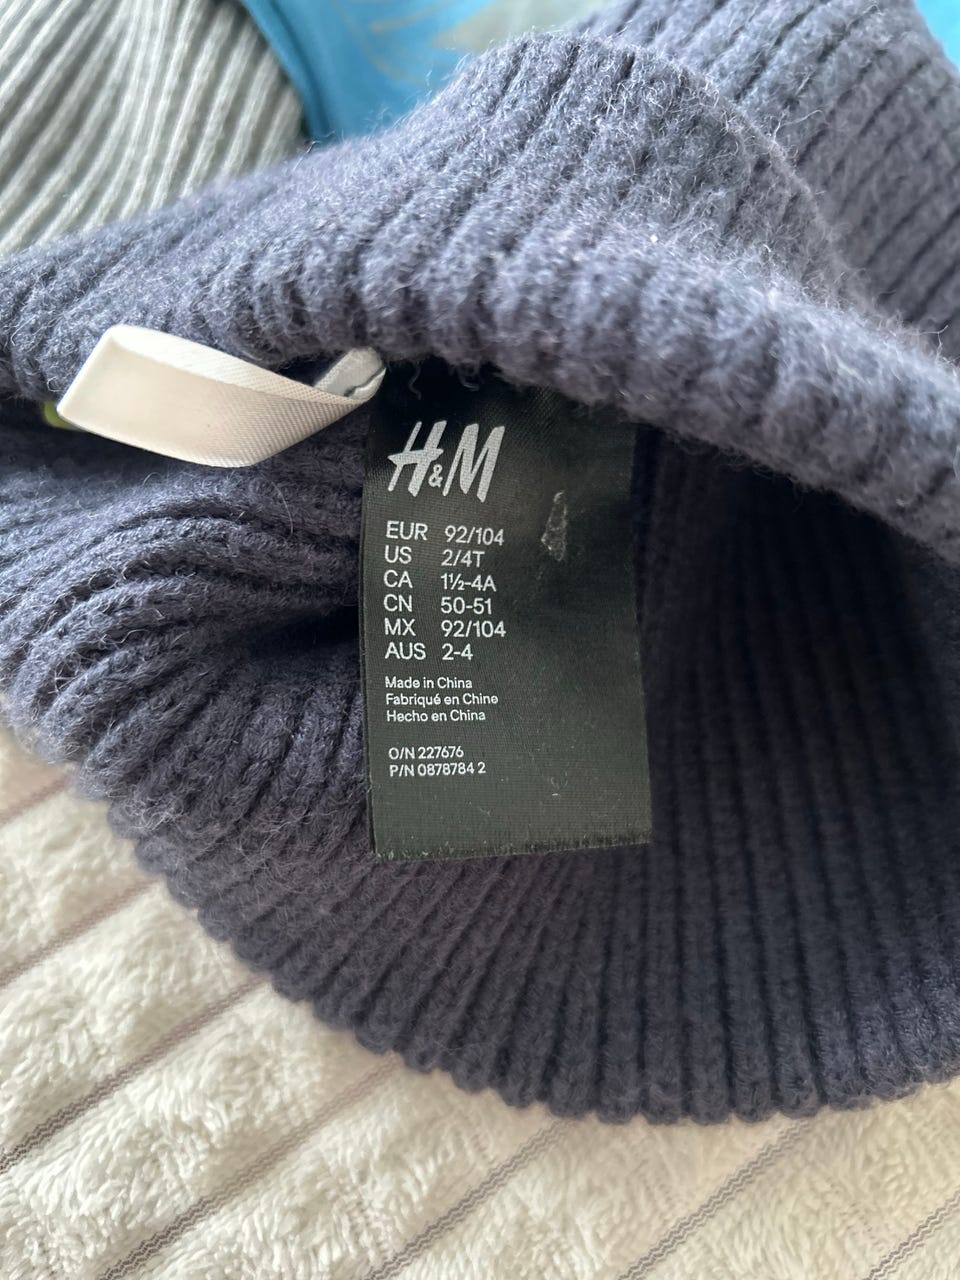 H&M
EUR 92/104
US 2/4T
CA 1½-4A
CN 50-51
MX 92/104
AUS 2-4
Made in China
Fabriqué en Chine
Hecho en China
O/N 227676
P/N 0878784 2